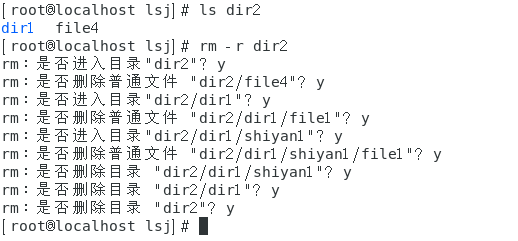 [root@localhost lsj]# ls dir2
dir1  file4
[root@localhost lsj]# rm -r dir2
rm：是否进入目录"dir2"? y
rm：是否删除普通文件 "dir2/file4"? y
rm：是否进入目录"dir2/dir1"? y
rm：是否删除普通文件 "dir2/dir1/file1"? y
rm：是否进入目录"dir2/dir1/shiyan1"? y
rm：是否删除普通文件 "dir2/dir1/shiyan1/file1"? y
rm：是否删除目录 "dir2/dir1/shiyan1"? y
rm：是否删除目录 "dir2/dir1"? y
rm：是否删除目录 "dir2"? y
[root@localhost lsj]#